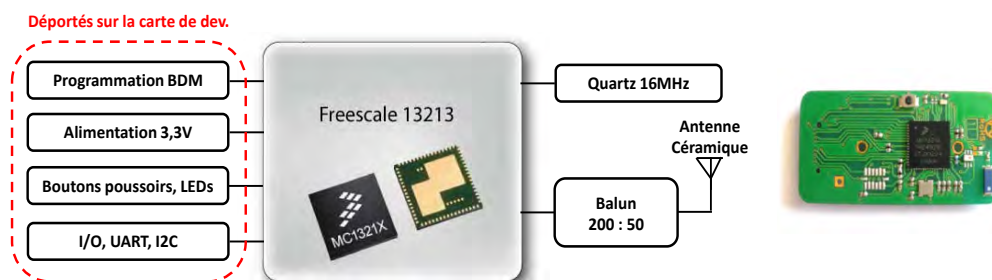 Déportés sur la carte de dev.
Programmation BDM
Alimentation 3,3V
Boutons poussoirs, LEDs
I/O, UART, I2C
Freescale 13213
MC1321X
Quartz 16MHz
Antenne
Céramique
Balun
200 : 50